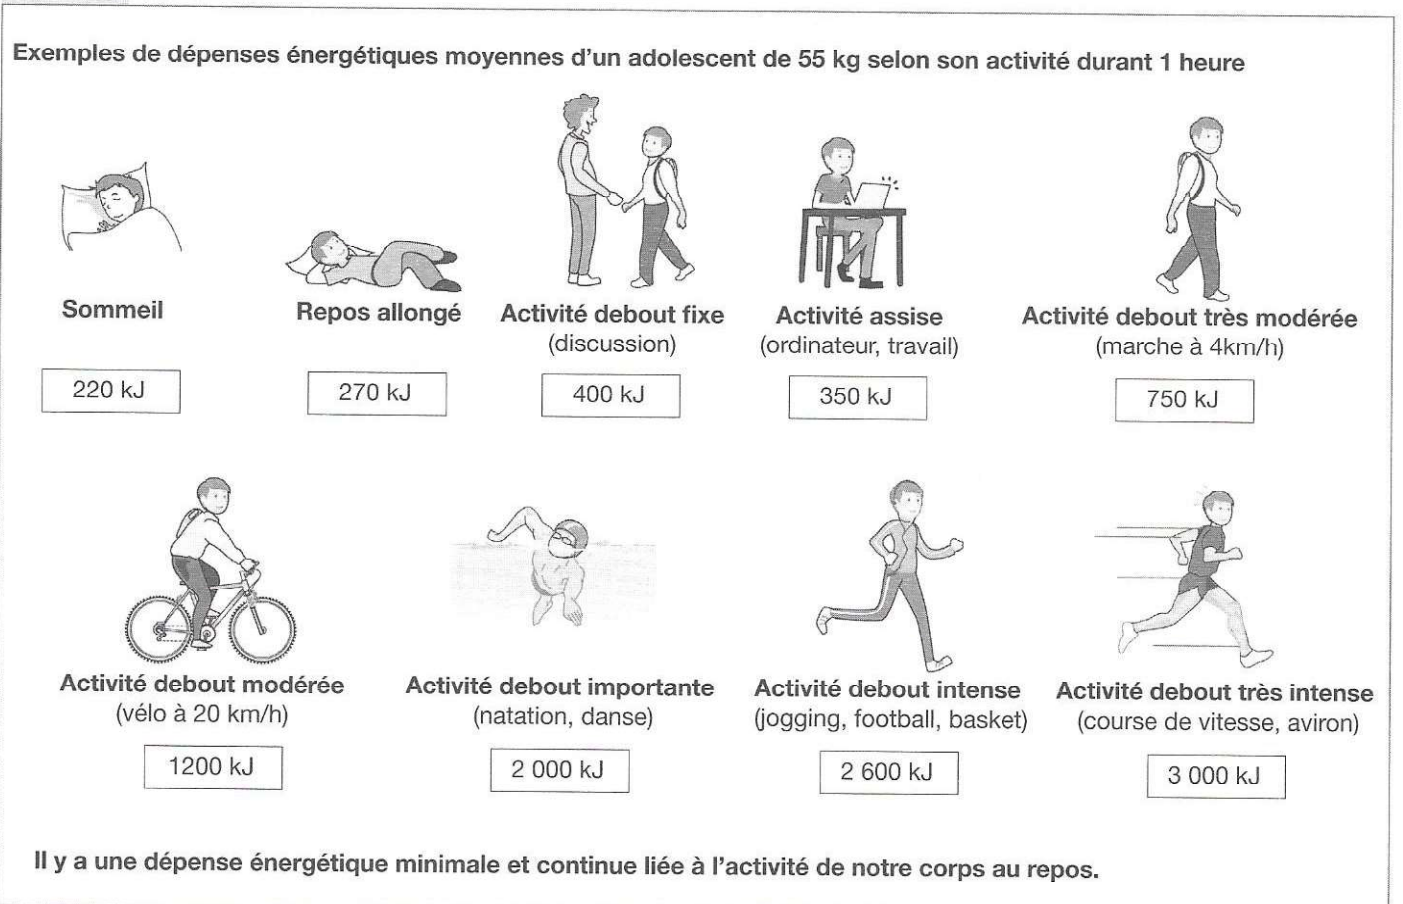 Exemples de dépenses énergétiques moyennes d'un adolescent de 55 kg selon son activité durant 1 heure
Sommeil
220 kJ
Repos allongé
270 kJ
Activité debout fixe
(discussion)
400 kJ
Activité assise
(ordinateur, travail)
350 kJ
Activité debout très modérée
(marche à 4km/h)
750 kJ
Activité debout modérée
(vélo à 20 km/h)
1200 kJ
Activité debout importante
(natation, danse)
2 000 kJ
Activité debout intense
(jogging, football, basket)
2 600 kJ
Activité debout très intense
(course de vitesse, aviron)
3 000 kJ
Il y a une dépense énergétique minimale et continue liée à l'activité de notre corps au repos.